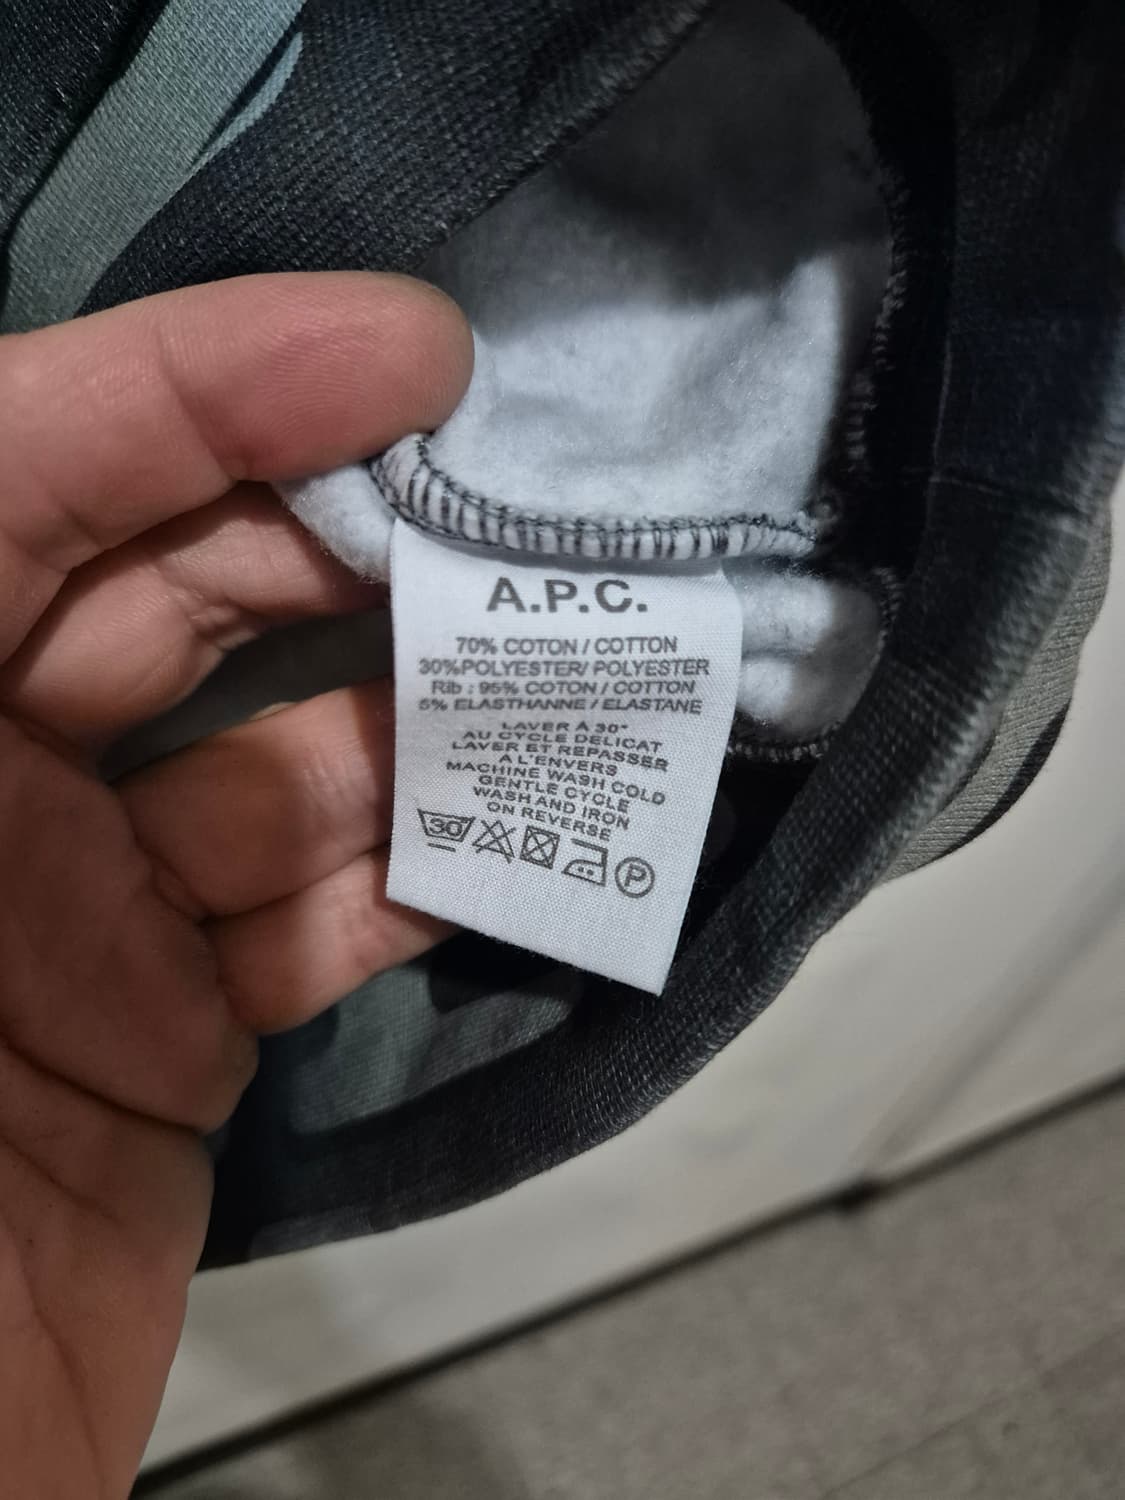 A.P.C.
70% COTON / COTTON
30%POLYESTER/ POLYESTER
Rib : 95% COTON / COTTON
5% ELASTHANNE / ELASTANE
LAVER A 30°
AU CYCLE DELICAT
LAVER ET REPASSER
A L'ENVERS
MACHINE WASH COLD
GENTLE CYCLE
WASH AND IRON
ON REVERSE
30 P